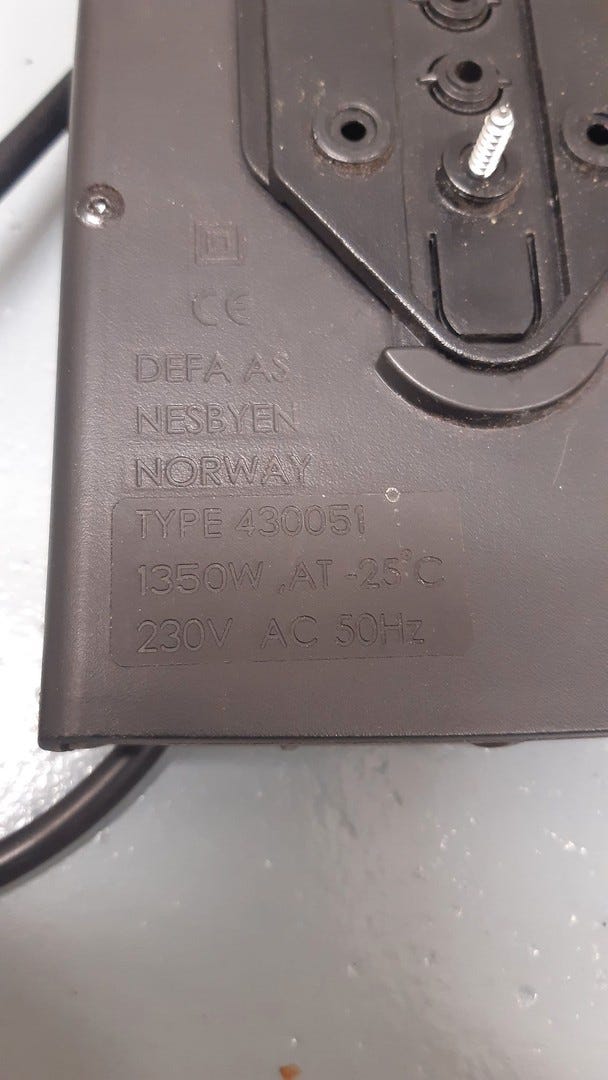 CE
DEFA AS
NESBYEN
NORWAY
TYPE 430051
1350W ,AT -25°C
230V AC 50Hz